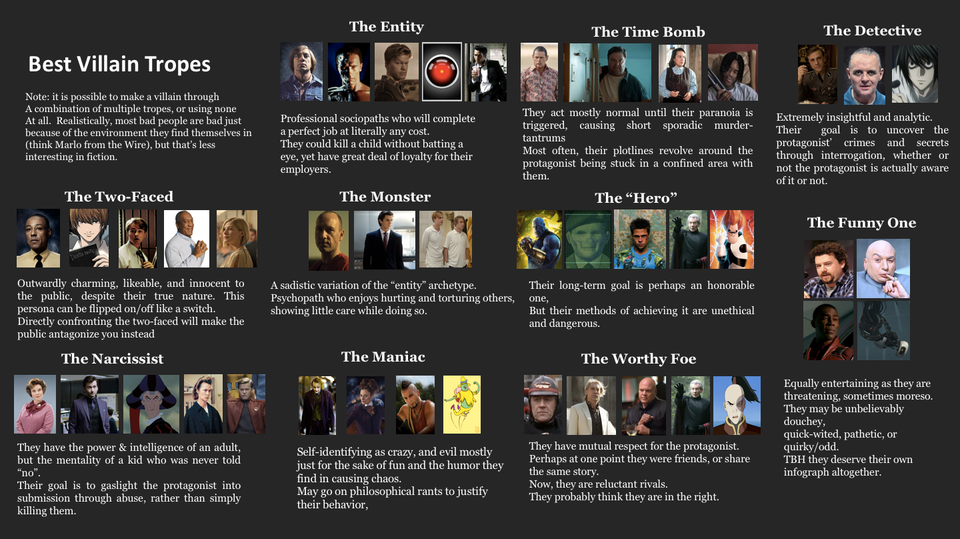 Best Villain Tropes
Note: it is possible to make a villain through
A combination of multiple tropes, or using none
At all.  Realistically, most bad people are bad just
because of the environment they find themselves in
(think Marlo from the Wire), but that's less
interesting in fiction.
The Entity
Professional sociopaths who will complete
a perfect job at literally any cost.
They could kill a child without batting a
eye, yet have great deal of loyalty for their
employers.
The Time Bomb
They act mostly normal until their paranoia is
triggered, causing short sporadic murder-
tantrums
Most often, their plotlines revolve around the
protagonist being stuck in a confined area with
them.
The Detective
Extremely insightful and analytic.
Their goal is to uncover the
protagonist' crimes and secrets
through interrogation, whether or
not the protagonist is actually aware
of it or not.
The Two-Faced
Outwardly charming, likeable, and innocent to
the public, despite their true nature. This
persona can be flipped on/off like a switch.
Directly confronting the two-faced will make the
public antagonize you instead
The Monster
A sadistic variation of the "entity" archetype.
Psychopath who enjoys hurting and torturing others,
showing little care while doing so.
The "Hero"
Their long-term goal is perhaps an honorable
one,
But their methods of achieving it are unethical
and dangerous.
The Funny One
Equally entertaining as they are
threatening, sometimes moreso.
They may be unbelievably
douchey,
quick-wited, pathetic, or
quirky/odd.
TBH they deserve their own
infograph altogether.
The Narcissist
They have the power & intelligence of an adult,
but the mentality of a kid who was never told
"no".
Their goal is to gaslight the protagonist into
submission through abuse, rather than simply
killing them.
The Maniac
Self-identifying as crazy, and evil mostly
just for the sake of fun and the humor they
find in causing chaos.
May go on philosophical rants to justify
their behavior,
The Worthy Foe
They have mutual respect for the protagonist.
Perhaps at one point they were friends, or share
the same story.
Now, they are reluctant rivals.
They probably think they are in the right.